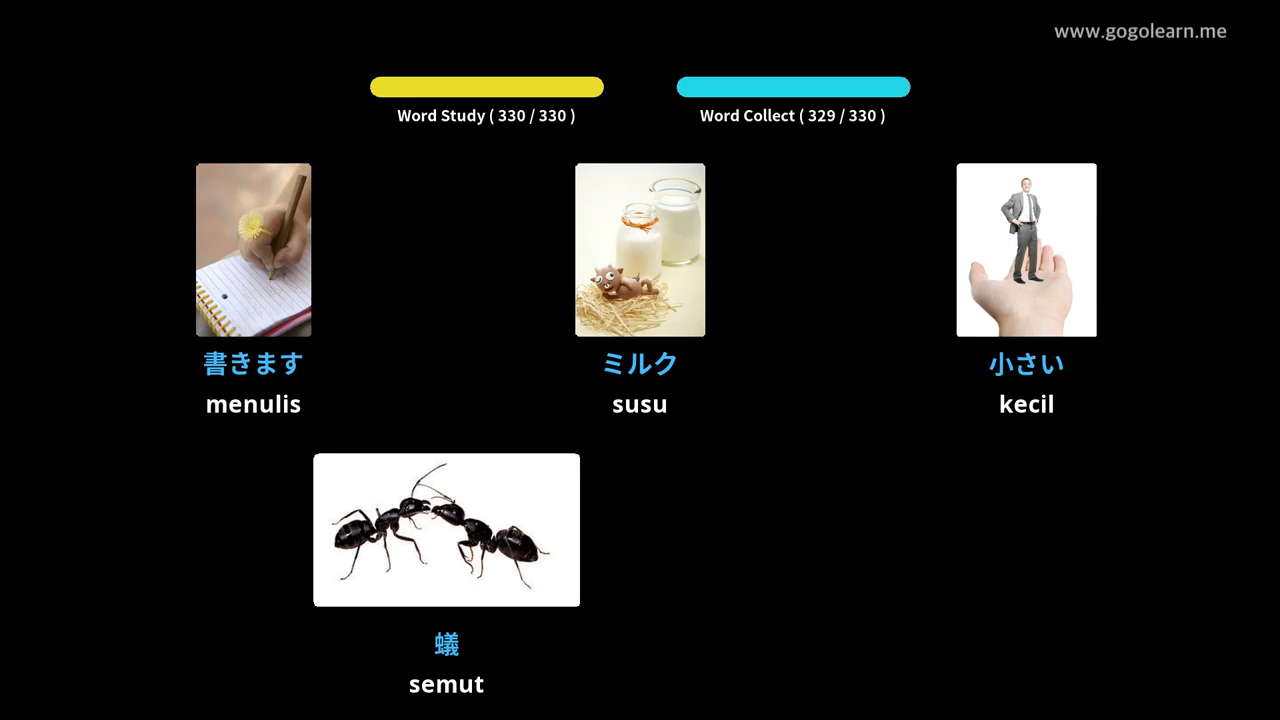 www.gogolearn.me
Word Study ( 330 / 330 )
Word Collect ( 329 / 330 )
書きます
menulis
ミルク
susu
小さい
kecil
蟻
semut